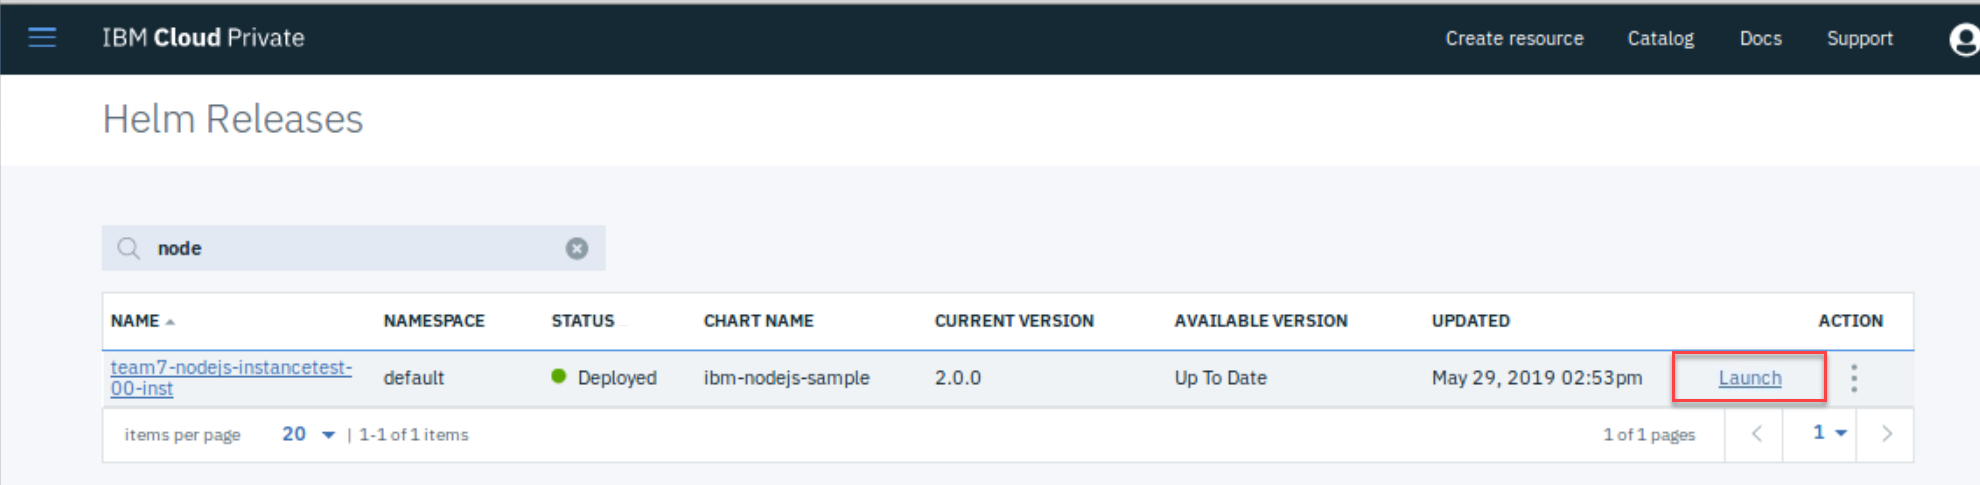 IBM Cloud Private Create resource Catalog Docs Support
Helm Releases
node
NAME NAMESPACE STATUS CHART NAME CURRENT VERSION AVAILABLE VERSION UPDATED ACTION
team7-nodejs-instancetest-
00-inst default Deployed ibm-nodejs-sample 2.0.0 Up To Date May 29, 2019 02:53pm Launch
items per page 20 | 1-1 of 1 items 1 of 1 pages 1